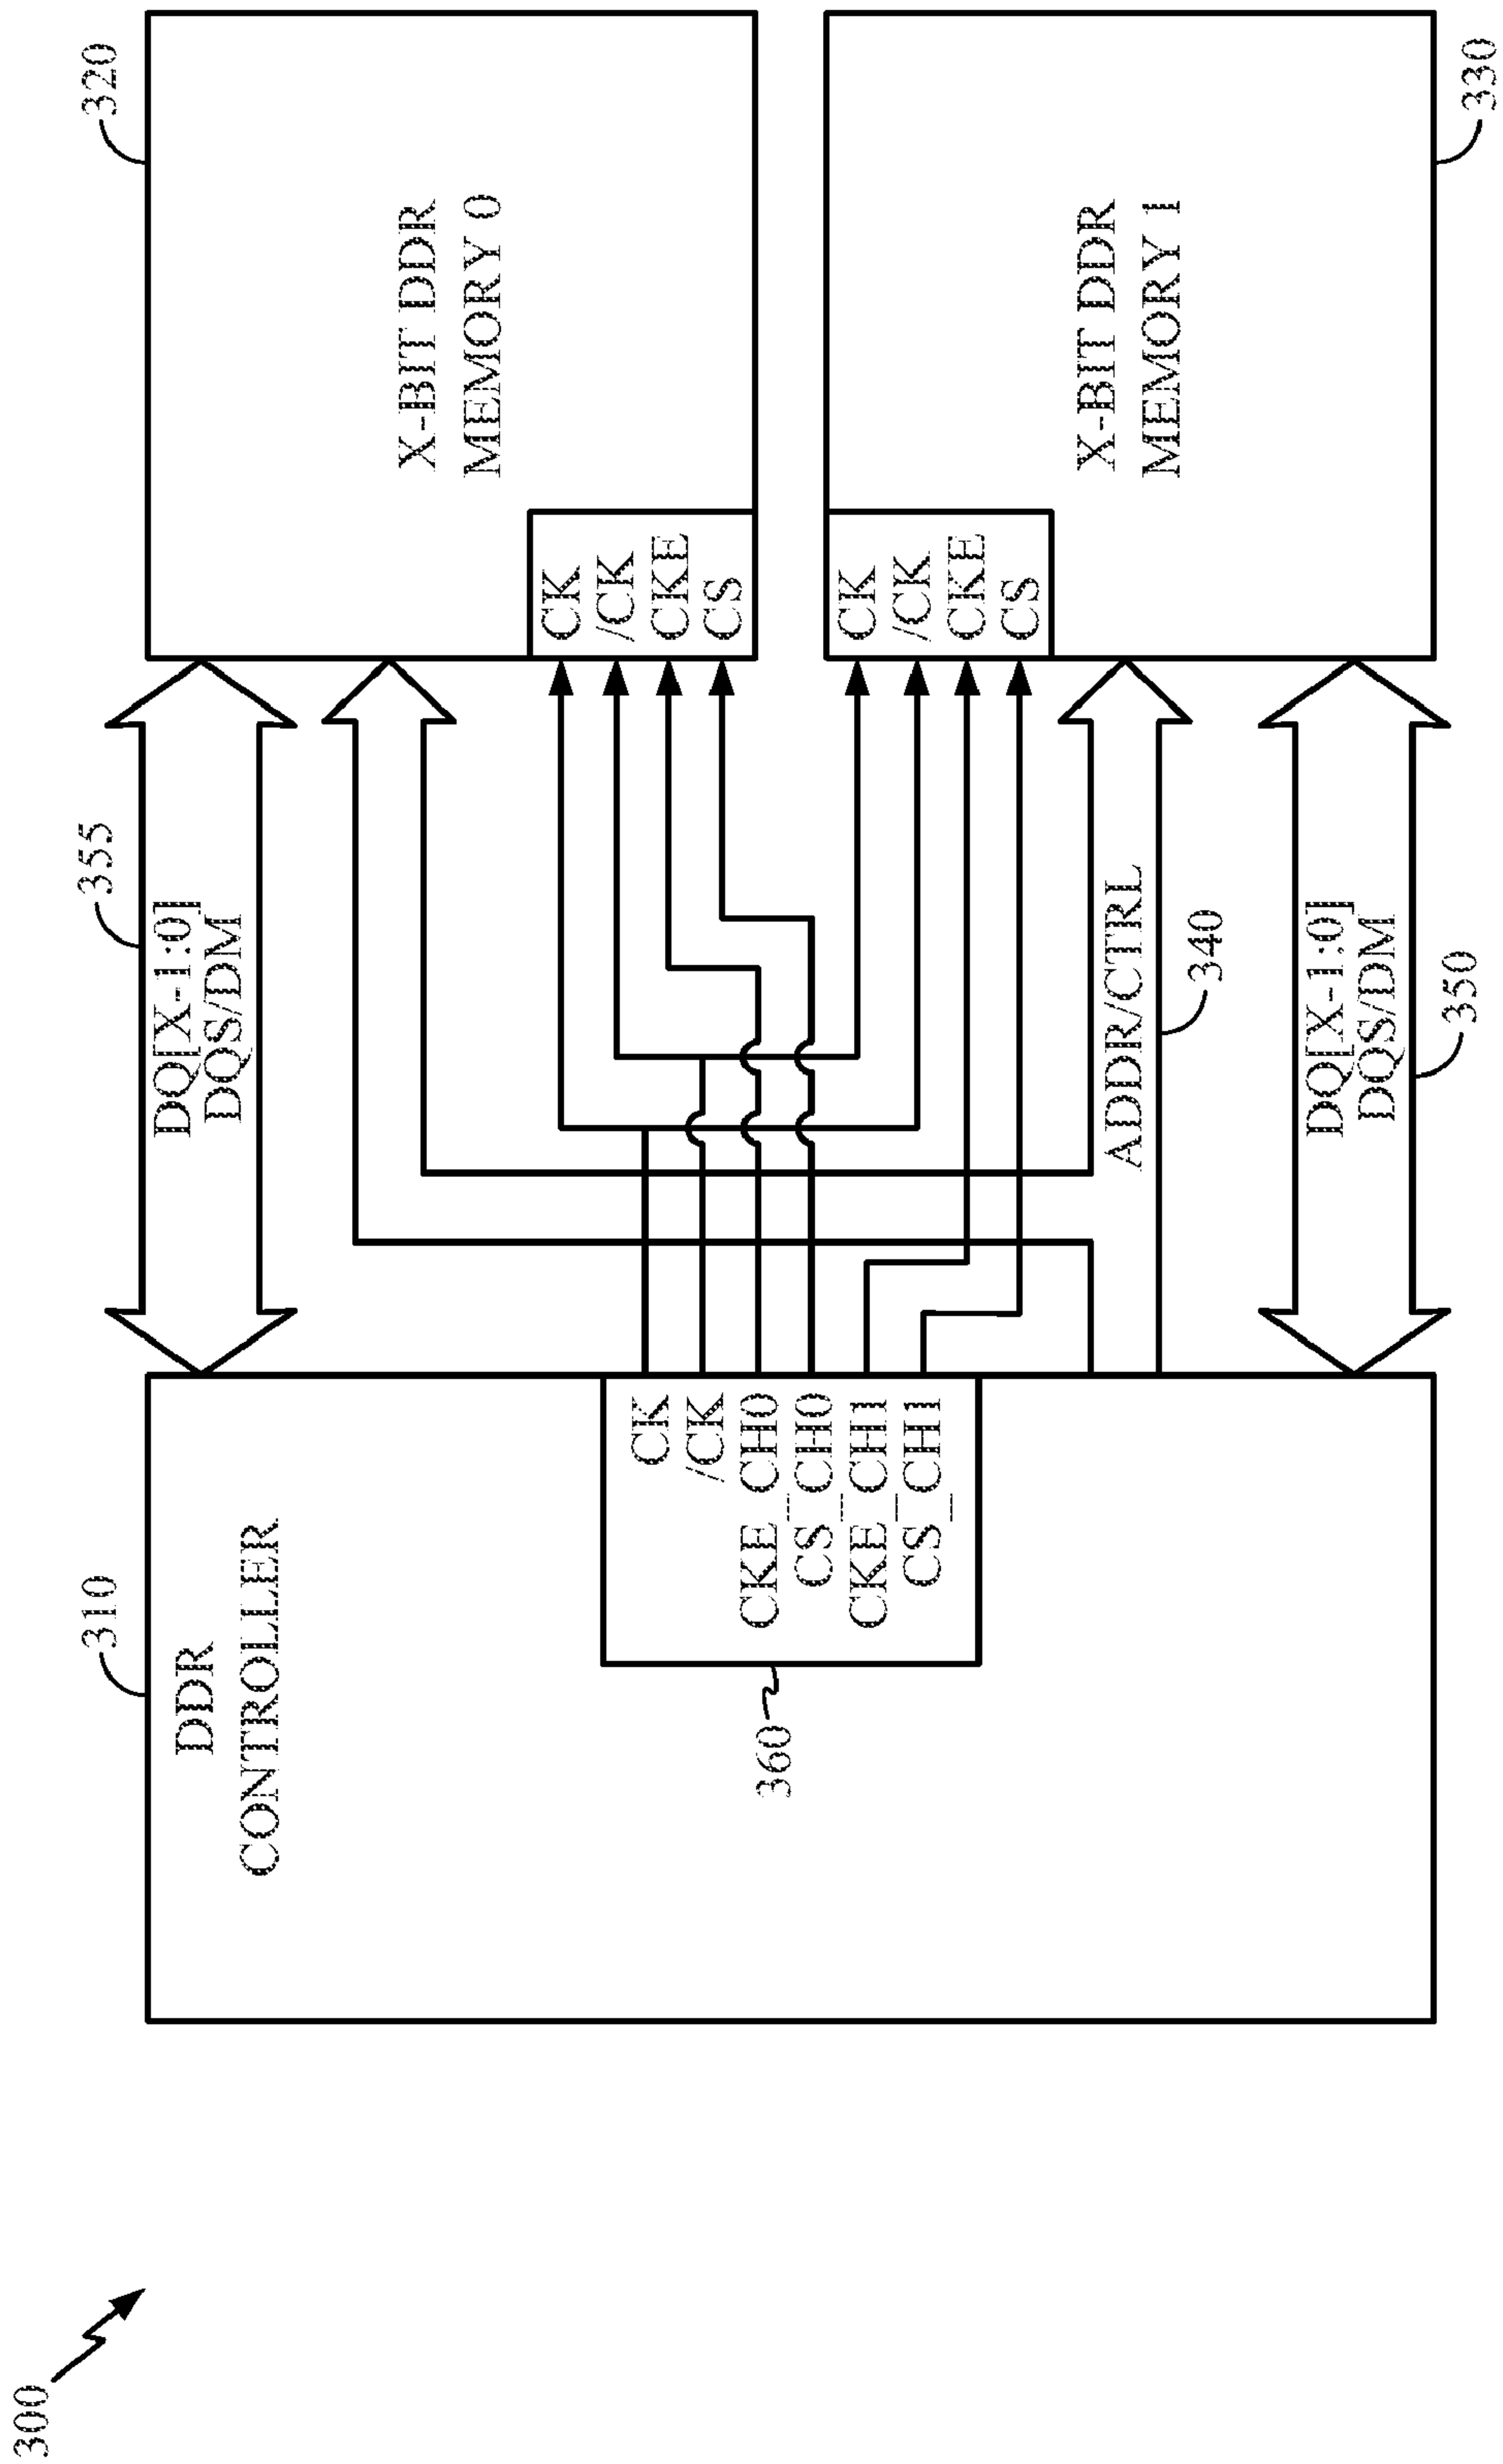 300
310
DDR
CONTROLLER
360
CK
/CK
CKE_CH0
CS_CH0
CKE_CH1
CS_CH1
355
DQ[X-1:0]
DQS/DM
ADDR/CTRL
340
DQ[X-1:0]
DQS/DM
350
320
X-BIT DDR
MEMORY 0
CK
/CK
CKE
CS
CK
/CK
CKE
CS
X-BIT DDR
MEMORY 1
330